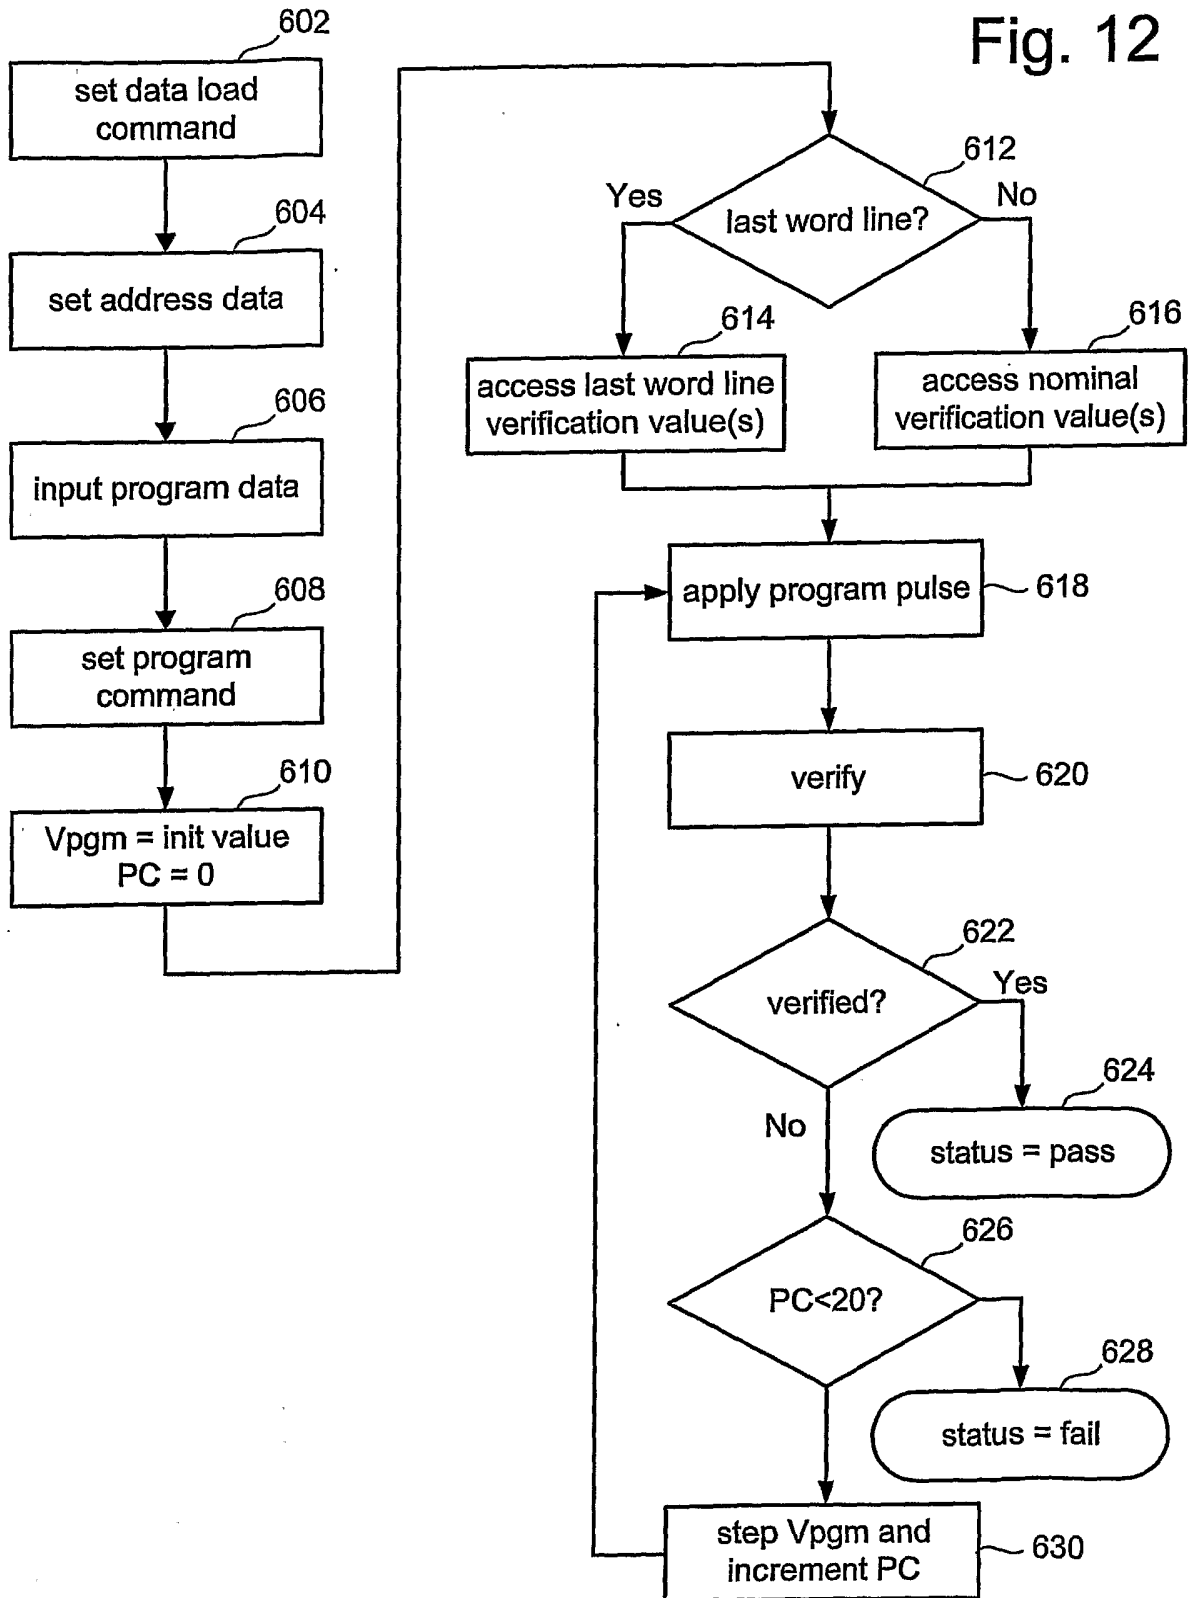 Fig. 12
602
set data load
command
604
set address data
606
input program data
608
set program
command
610
Vpgm = init value
PC = 0
612
last word line?
Yes
No
614
access last word line
verification value(s)
616
access nominal
verification value(s)
apply program pulse
618
verify
620
622
verified?
Yes
No
624
status = pass
626
PC<20?
628
status = fail
step Vpgm and
increment PC
630